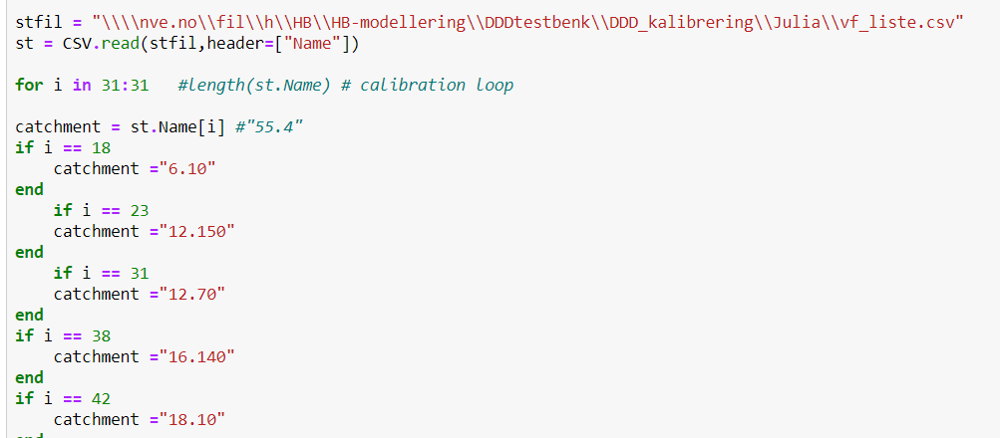 stfil = "\\\\nve.no\\fil\\h\\HB\\HB-modellering\\DDDtestbenk\\DDD_kalibrering\\Julia\\vf_liste.csv"
st = CSV.read(stfil,header=["Name"])
for i in 31:31   #length(st.Name) # calibration loop
catchment = st.Name[i] #"55.4"
if i == 18
    catchment ="6.10"
end
    if i == 23
    catchment ="12.150"
end
    if i == 31
    catchment ="12.70"
end
if i == 38
    catchment ="16.140"
end
if i == 42
    catchment ="18.10"
end